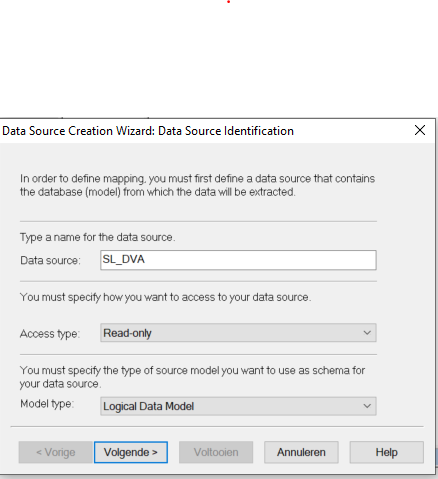 Data Source Creation Wizard: Data Source Identification
In order to define mapping, you must first define a data source that contains
the database (model) from which the data will be extracted.
Type a name for the data source.
Data source: SL_DVA
You must specify how you want to access to your data source.
Access type: Read-only
You must specify the type of source model you want to use as schema for
your data source.
Model type: Logical Data Model
< Vorige Volgende > Voltooien Annuleren Help